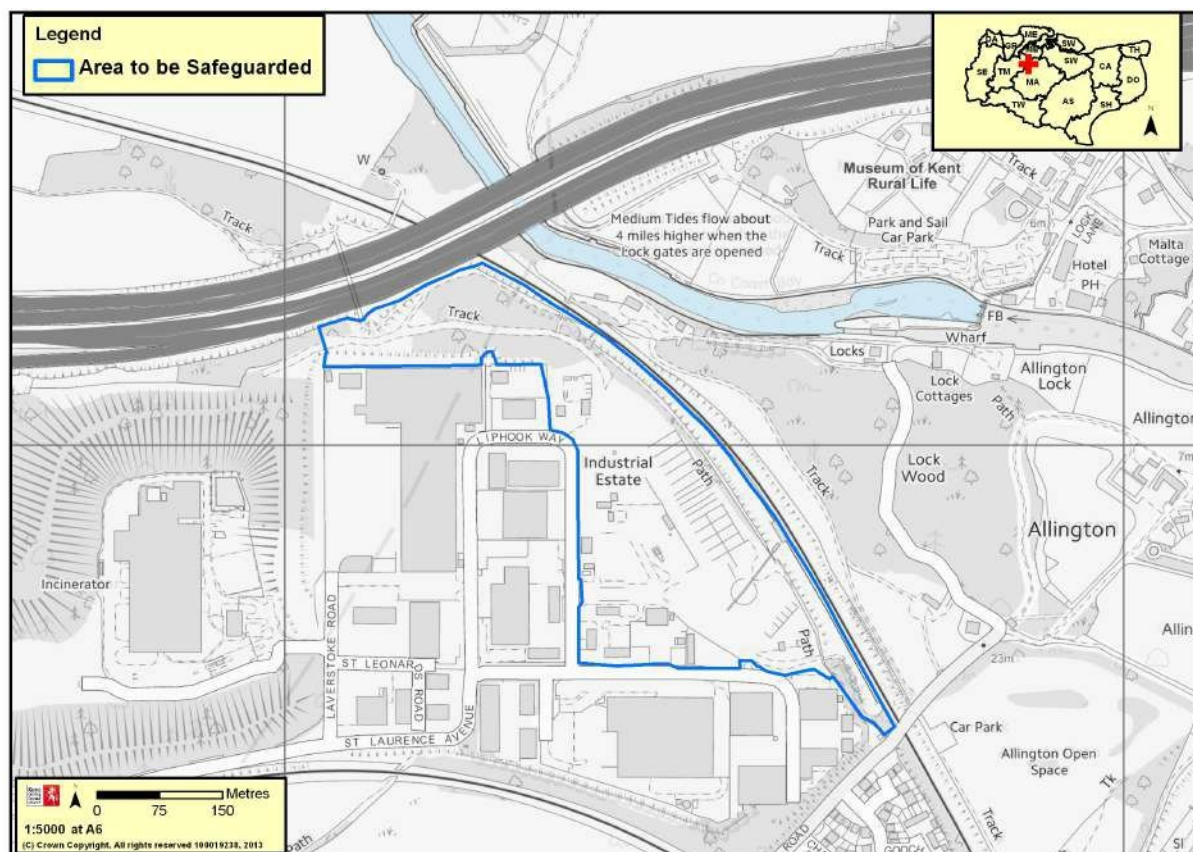 Legend
Area to be Safeguarded
ME
SW
TH
GR
SW
CA
SE
TM
MA
DO
TW
AS
SH
N
W
Track
Medium Tides flow about
4 miles higher when the
Lock gates are opened
Museum of Kent
Rural Life
Track
Park and Sail
Car Park
Track
6m
LOCK
LANE
Malta
Cottage
Hotel
PH
FB
Wharf
Locks
Lock
Cottages
Allington
Lock
Allington
Path
Track
LIPHOOK WAY
Industrial
Estate
Path
Track
Lock
Wood
7m
Allington
Incinerator
LAVERSTOKE ROAD
ST LEONARDS ROAD
ST LAURENCE AVENUE
Path
23m
Car Park
Allington Open
Space
Track
Tk
ROAD
Path
Metres
0 75 150
1:5000 at A6
(C) Crown Copyright. All rights reserved 100019238, 2013